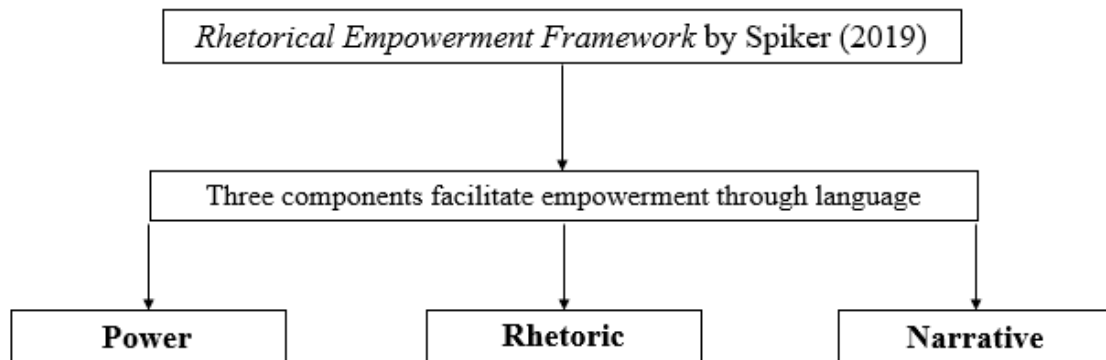 Rhetorical Empowerment Framework by Spiker (2019)
Three components facilitate empowerment through language
Power
Rhetoric
Narrative